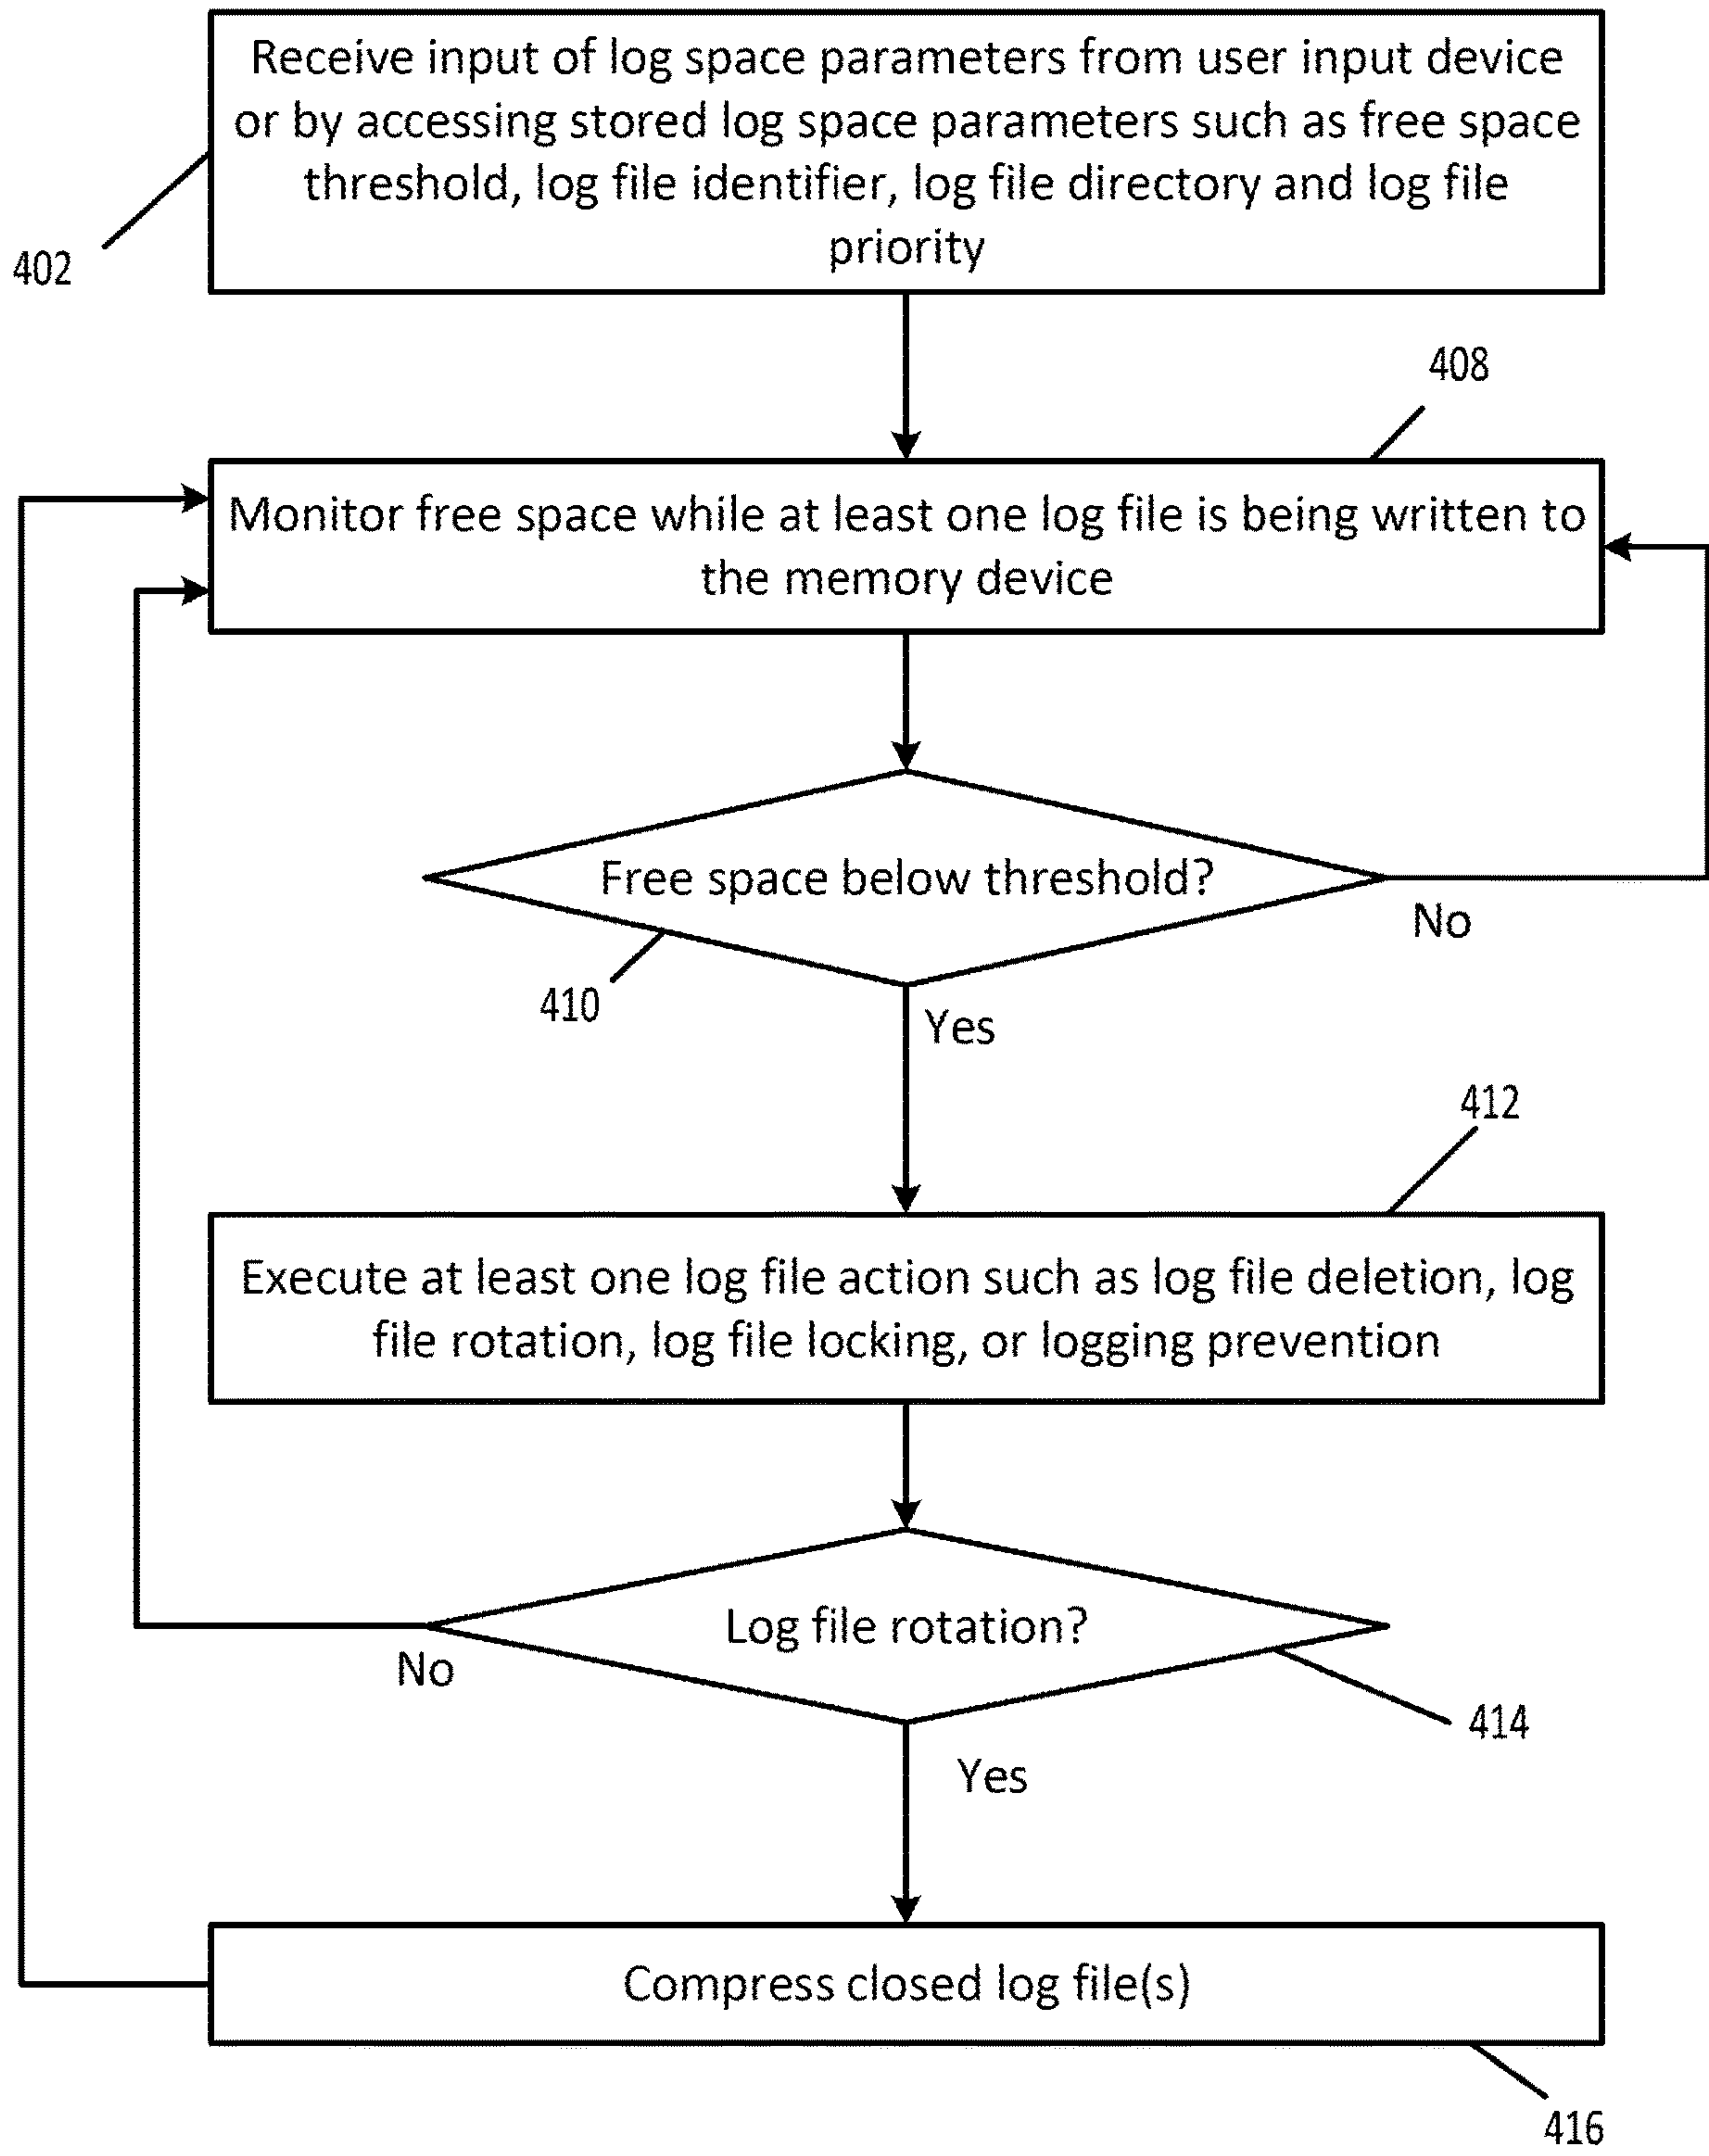 Receive input of log space parameters from user input device
or by accessing stored log space parameters such as free space
threshold, log file identifier, log file directory and log file
priority
402
408
Monitor free space while at least one log file is being written to
the memory device
Free space below threshold?
No
410
Yes
412
Execute at least one log file action such as log file deletion, log
file rotation, log file locking, or logging prevention
Log file rotation?
No
414
Yes
Compress closed log file(s)
416